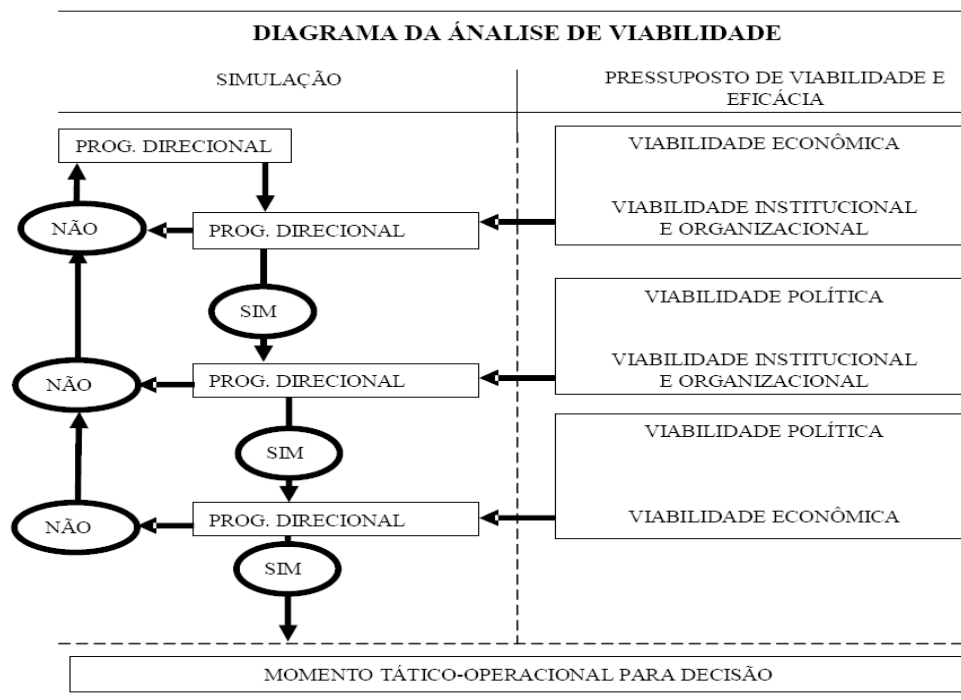 DIAGRAMA DA ÁNALISE DE VIABILIDADE
SIMULAÇÃO
PRESSUPOSTO DE VIABILIDADE E
EFICÁCIA
PROG. DIRECIONAL
VIABILIDADE ECONÔMICA
NÃO
PROG. DIRECIONAL
VIABILIDADE INSTITUCIONAL
E ORGANIZACIONAL
SIM
VIABILIDADE POLÍTICA
NÃO
PROG. DIRECIONAL
VIABILIDADE INSTITUCIONAL
E ORGANIZACIONAL
SIM
VIABILIDADE POLÍTICA
NÃO
PROG. DIRECIONAL
VIABILIDADE ECONÔMICA
SIM
MOMENTO TÁTICO-OPERACIONAL PARA DECISÃO